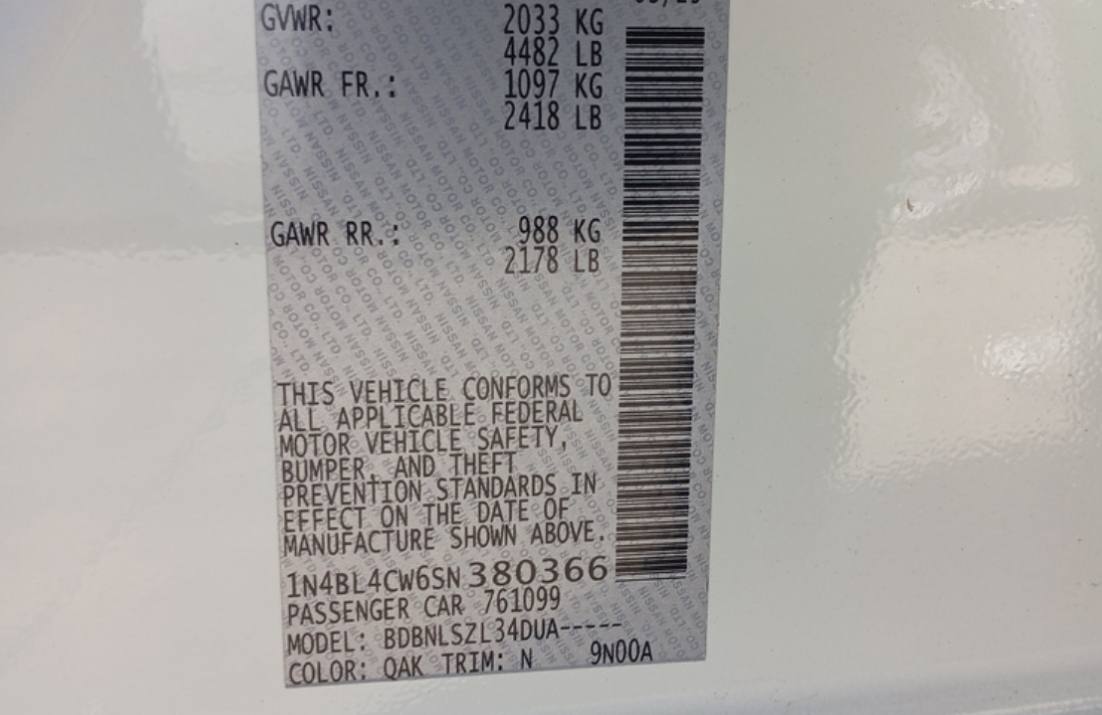 GVWR: 2033 KG
4482 LB
GAWR FR.: 1097 KG
2418 LB
GAWR RR.: 988 KG
2178 LB
THIS VEHICLE CONFORMS TO
ALL APPLICABLE FEDERAL
MOTOR VEHICLE SAFETY,
BUMPER, AND THEFT
PREVENTION STANDARDS IN
EFFECT ON THE DATE OF
MANUFACTURE SHOWN ABOVE.
1N4BL4CW6SN380366
PASSENGER CAR 761099
MODEL: BDBNLSZL34DUA-----
COLOR: QAK TRIM: N 9N00A